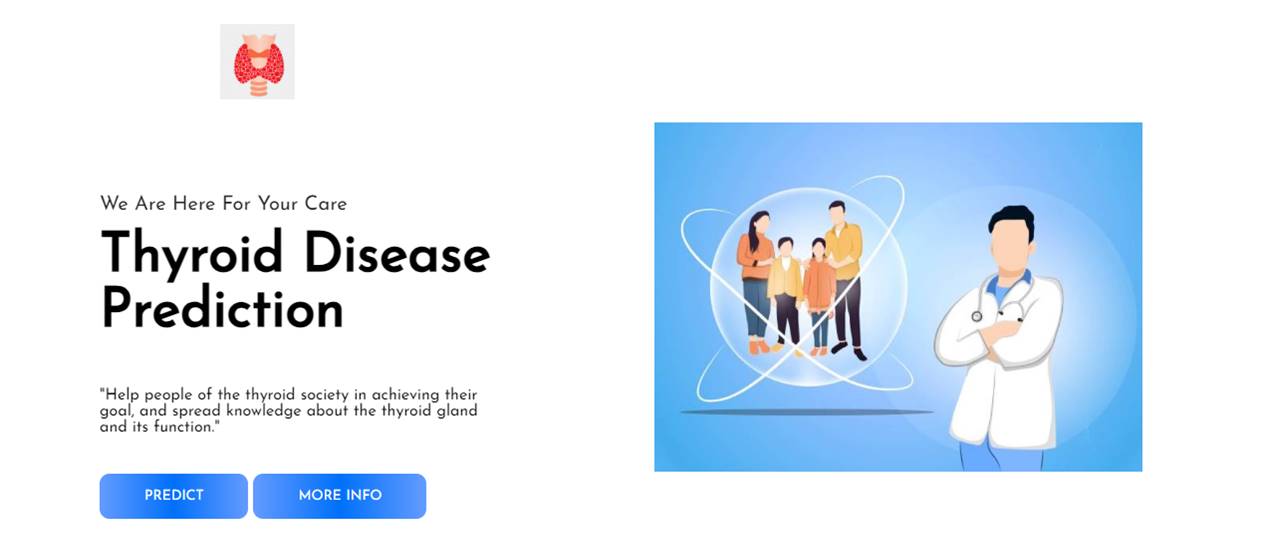 We Are Here For Your Care
Thyroid Disease
Prediction
"Help people of the thyroid society in achieving their
goal, and spread knowledge about the thyroid gland
and its function."
PREDICT
MORE INFO